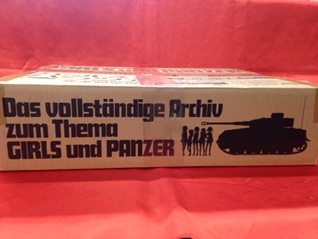 Das vollständige Archiv
zum Thema
GIRLS und PANZER